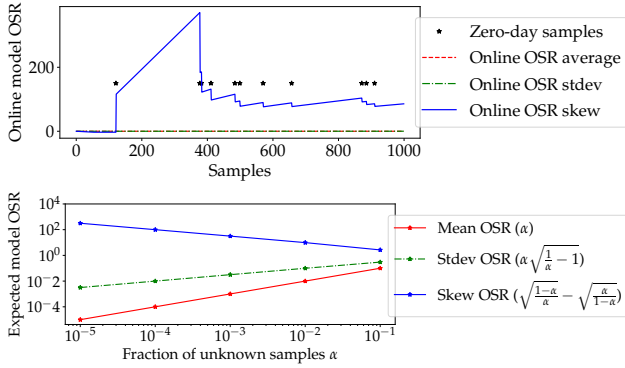 Online model OSR
200
0
0
200
400
600
800
1000
Samples
Zero-day samples
Online OSR average
Online OSR stdev
Online OSR skew
Expected model OSR
10^4
10^2
10^0
10^−2
10^−4
10^−5
10^−4
10^−3
10^−2
10^−1
Fraction of unknown samples α
Mean OSR (α)
Stdev OSR (α√(1/α − 1))
Skew OSR (√((1−α)/α) − √(α/(1−α)))